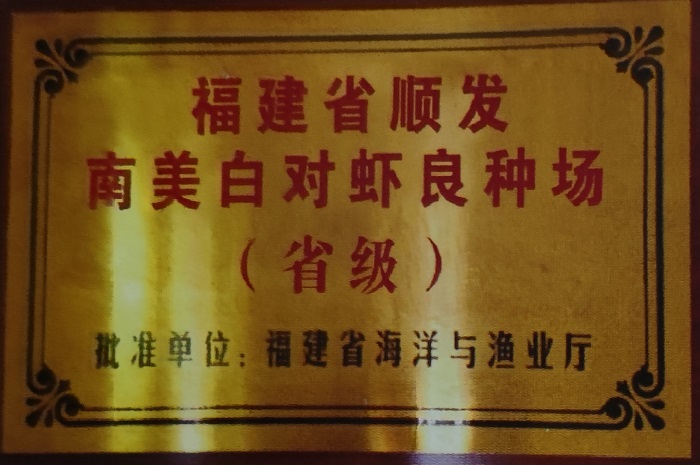 福建省顺发
南美白对虾良种场
（省级）
批准单位：福建省海洋与渔业厅